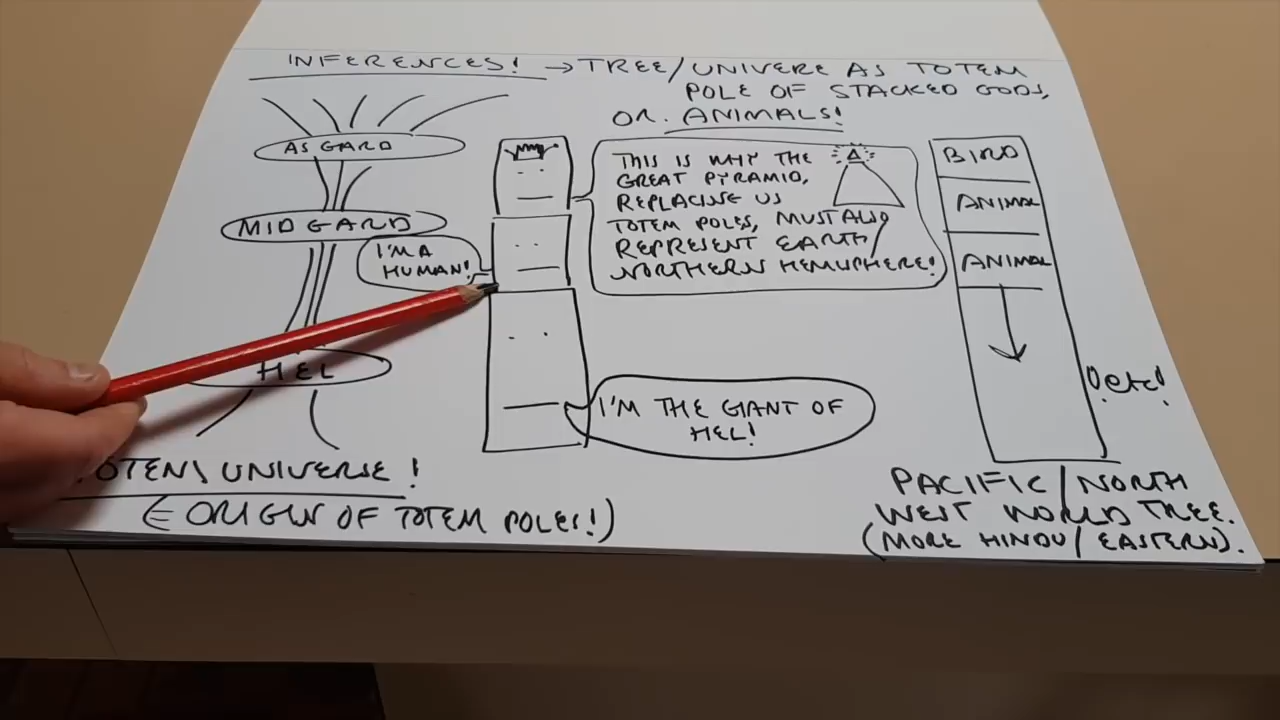 INFERENCES! → TREE/UNIVERE AS TOTEM
POLE OF STACKED GODS,
OR ANIMALS!
ASGARD
MIDGARD
HEL
I'M A
HUMAN!
THIS IS WHY THE
GREAT PYRAMID,
REPLACING US
TOTEM POLES, MUST ALSO
REPRESENT EARTH/
NORTHERN HEMISPHERE!
I'M THE GIANT OF
HEL!
BIRD
ANIMAL
ANIMAL
etc!
UNIVERSE!
(= ORIGIN OF TOTEM POLES!)
PACIFIC/NORTH
WEST WORLD TREE.
(MORE HINDU/EASTERN).